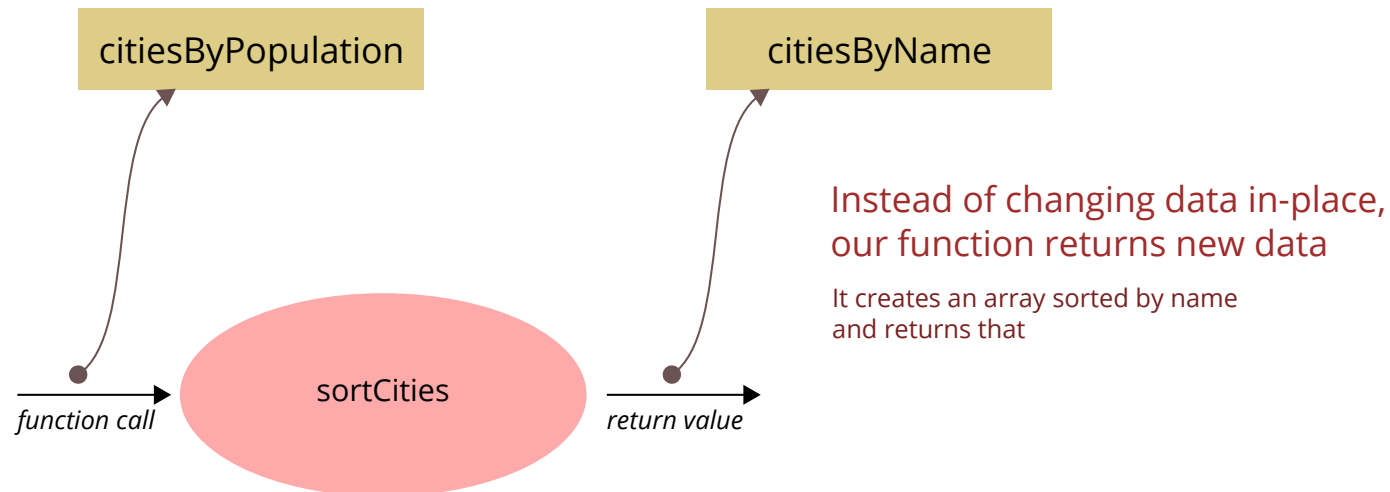 citiesByPopulation
citiesByName
Instead of changing data in-place,
our function returns new data
It creates an array sorted by name
and returns that
sortCities
function call
return value